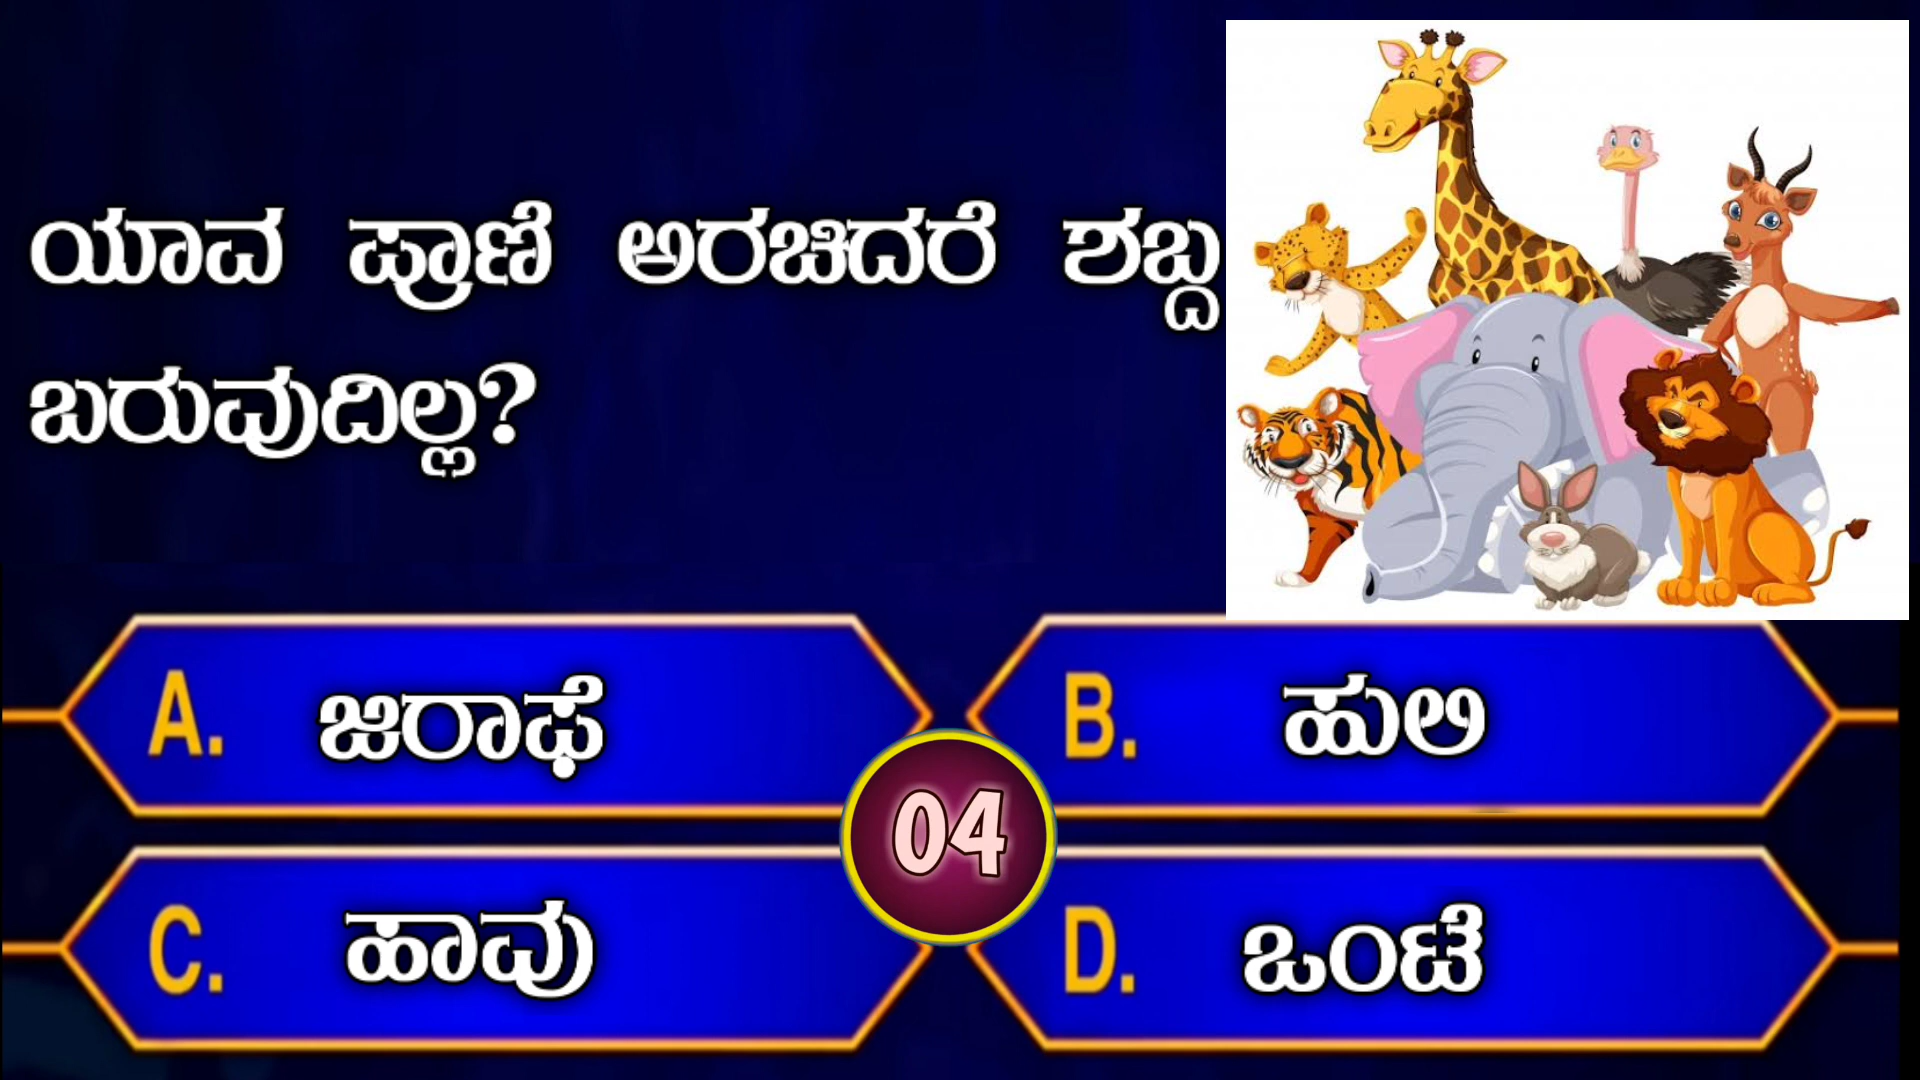 ಯಾವ ಪ್ರಾಣಿ ಅರಚಿದರೆ ಶಬ್ದ
ಬರುವುದಿಲ್ಲ?
A. ಜಿರಾಫೆ
B. ಹುಲಿ
04
C. ಹಾವು
D. ಒಂಟೆ